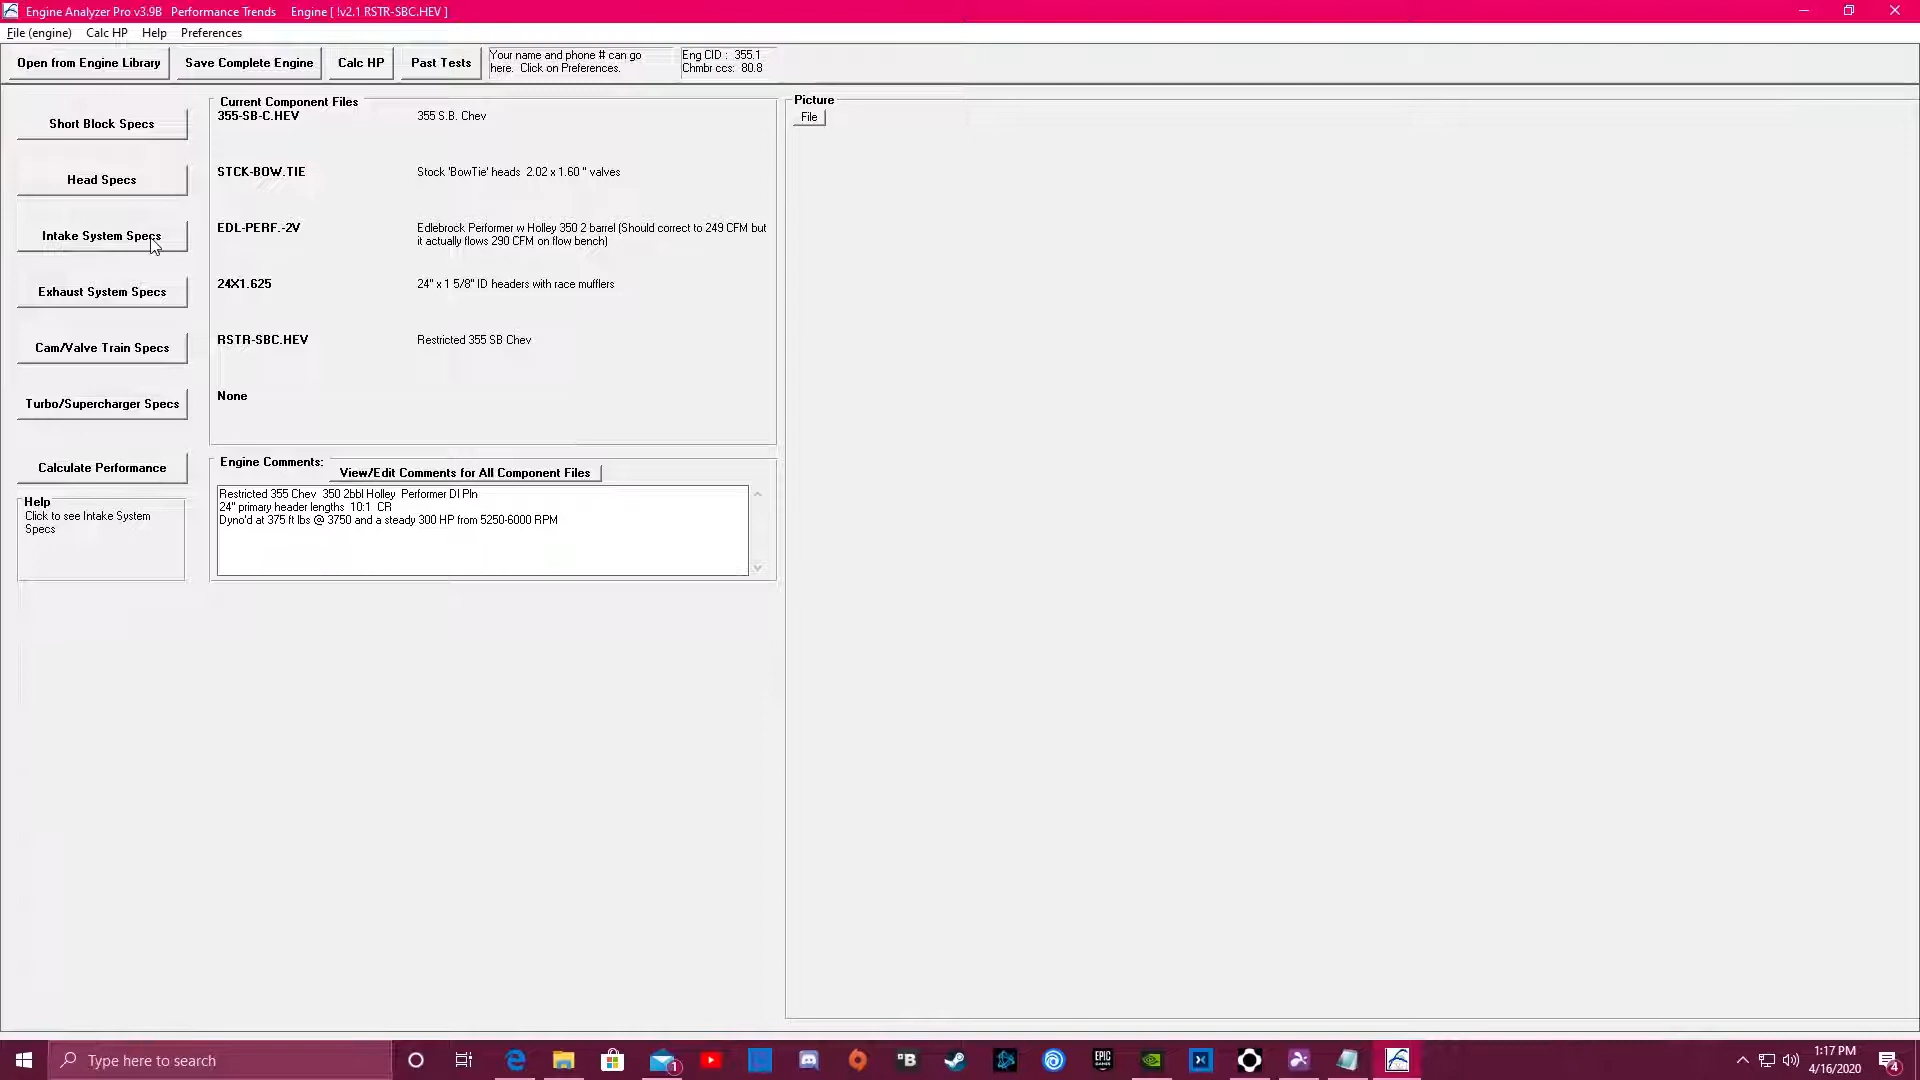 Engine Analyzer Pro v3.9B   Performance Trends    Engine [ !v2.1 RSTR-SBC.HEV ]
File (engine)   Calc HP   Help   Preferences
Open from Engine Library   Save Complete Engine   Calc HP   Past Tests
Your name and phone # can go
here.  Click on Preferences.
Eng CID :  355.1
Chmbr ccs:  80.8
Short Block Specs
Head Specs
Intake System Specs
Exhaust System Specs
Cam/Valve Train Specs
Turbo/Supercharger Specs
Calculate Performance
Help
Click to see Intake System
Specs
Current Component Files
355-SB-C.HEV   355 S.B. Chev
STCK-BOW.TIE   Stock 'BowTie' heads  2.02 x 1.60 " valves
EDL-PERF.-2V   Edlebrock Performer w Holley 350 2 barrel (Should correct to 249 CFM but
it actually flows 290 CFM on flow bench)
24X1.625   24" x 1 5/8" ID headers with race mufflers
RSTR-SBC.HEV   Restricted 355 SB Chev
None
Engine Comments:   View/Edit Comments for All Component Files
Restricted 355 Chev  350 2bbl Holley  Performer DI Pln
24" primary header lengths  10:1  CR
Dyno'd at 375 ft lbs @ 3750 and a steady 300 HP from 5250-6000 RPM
Picture
File
Type here to search
1
B
EPIC
GAMES
1:17 PM
4/16/2020
4